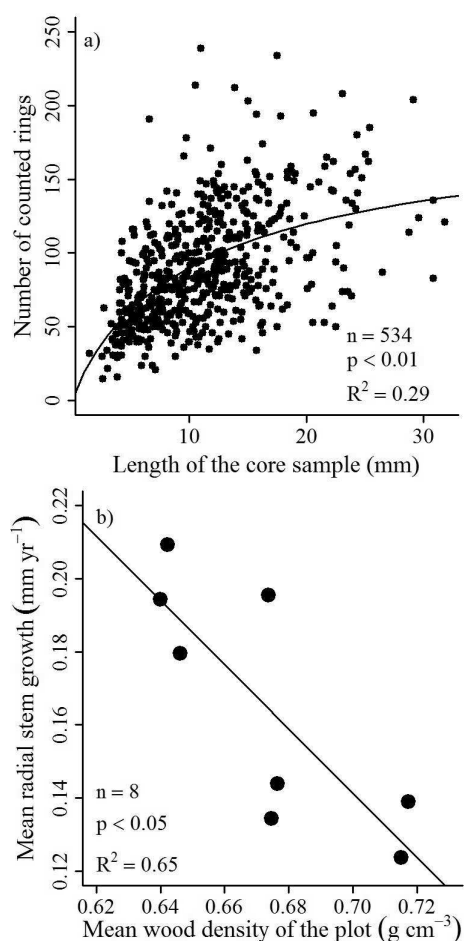 a)
250
200
150
100
50
0
Number of counted rings
n = 534
p < 0.01
R² = 0.29
10 20 30
Length of the core sample (mm)
b)
0.22
0.20
0.18
0.16
0.14
0.12
Mean radial stem growth (mm yr⁻¹)
n = 8
p < 0.05
R² = 0.65
0.62 0.64 0.66 0.68 0.70 0.72
Mean wood density of the plot (g cm⁻³)